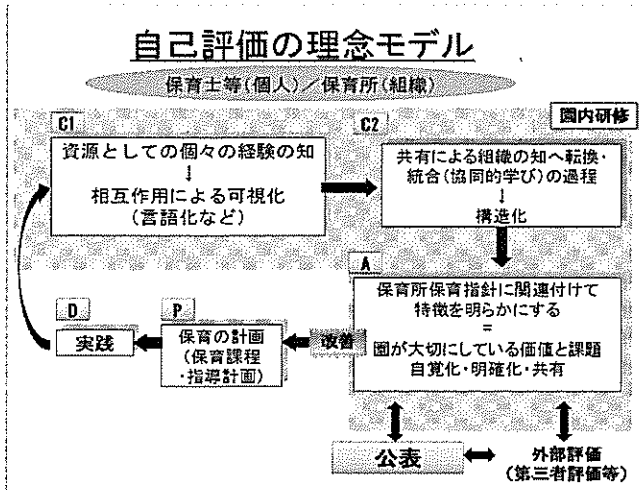 自己評価の理念モデル
保育士等(個人)／保育所(組織)
園内研修
C1
資源としての個々の経験の知
↓
相互作用による可視化
(言語化など)
C2
共有による組織の知へ転換・
統合(協同的学び)の過程
↓
構造化
A
保育所保育指針に関連付けて
特徴を明らかにする
=
園が大切にしている価値と課題
自覚化・明確化・共有
改善
P
保育の計画
(保育課程
・指導計画)
D
実践
公表
外部評価
(第三者評価等)